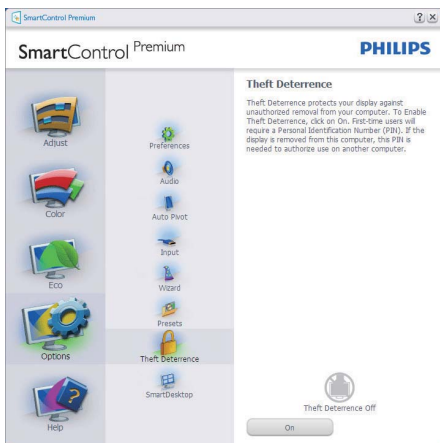 SmartControl Premium
SmartControl Premium
PHILIPS
Adjust
Color
Eco
Options
Help
Preferences
Audio
Auto Pivot
Input
Wizard
Presets
Theft Deterrence
SmartDesktop
Theft Deterrence
Theft Deterrence protects your display against
unauthorized removal from your computer. To Enable
Theft Deterrence, click on On. First-time users will
require a Personal Identification Number (PIN). If the
display is removed from this computer, this PIN is
needed to authorize use on another computer.
Theft Deterrence Off
On